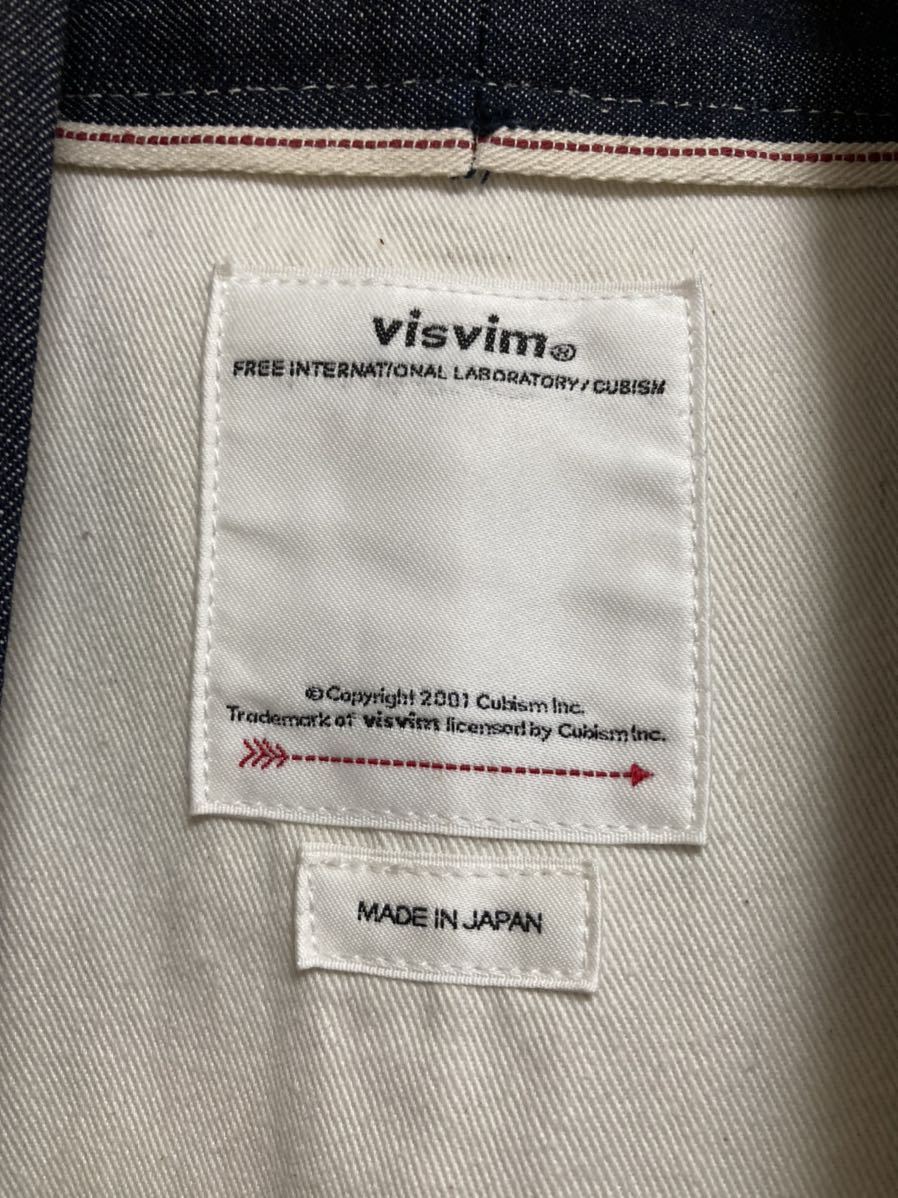 visvim®
FREE INTERNATIONAL LABORATORY / CUBISM
© Copyright 2001 Cubism Inc.
Trademark of visvim licensed by Cubism Inc.
MADE IN JAPAN